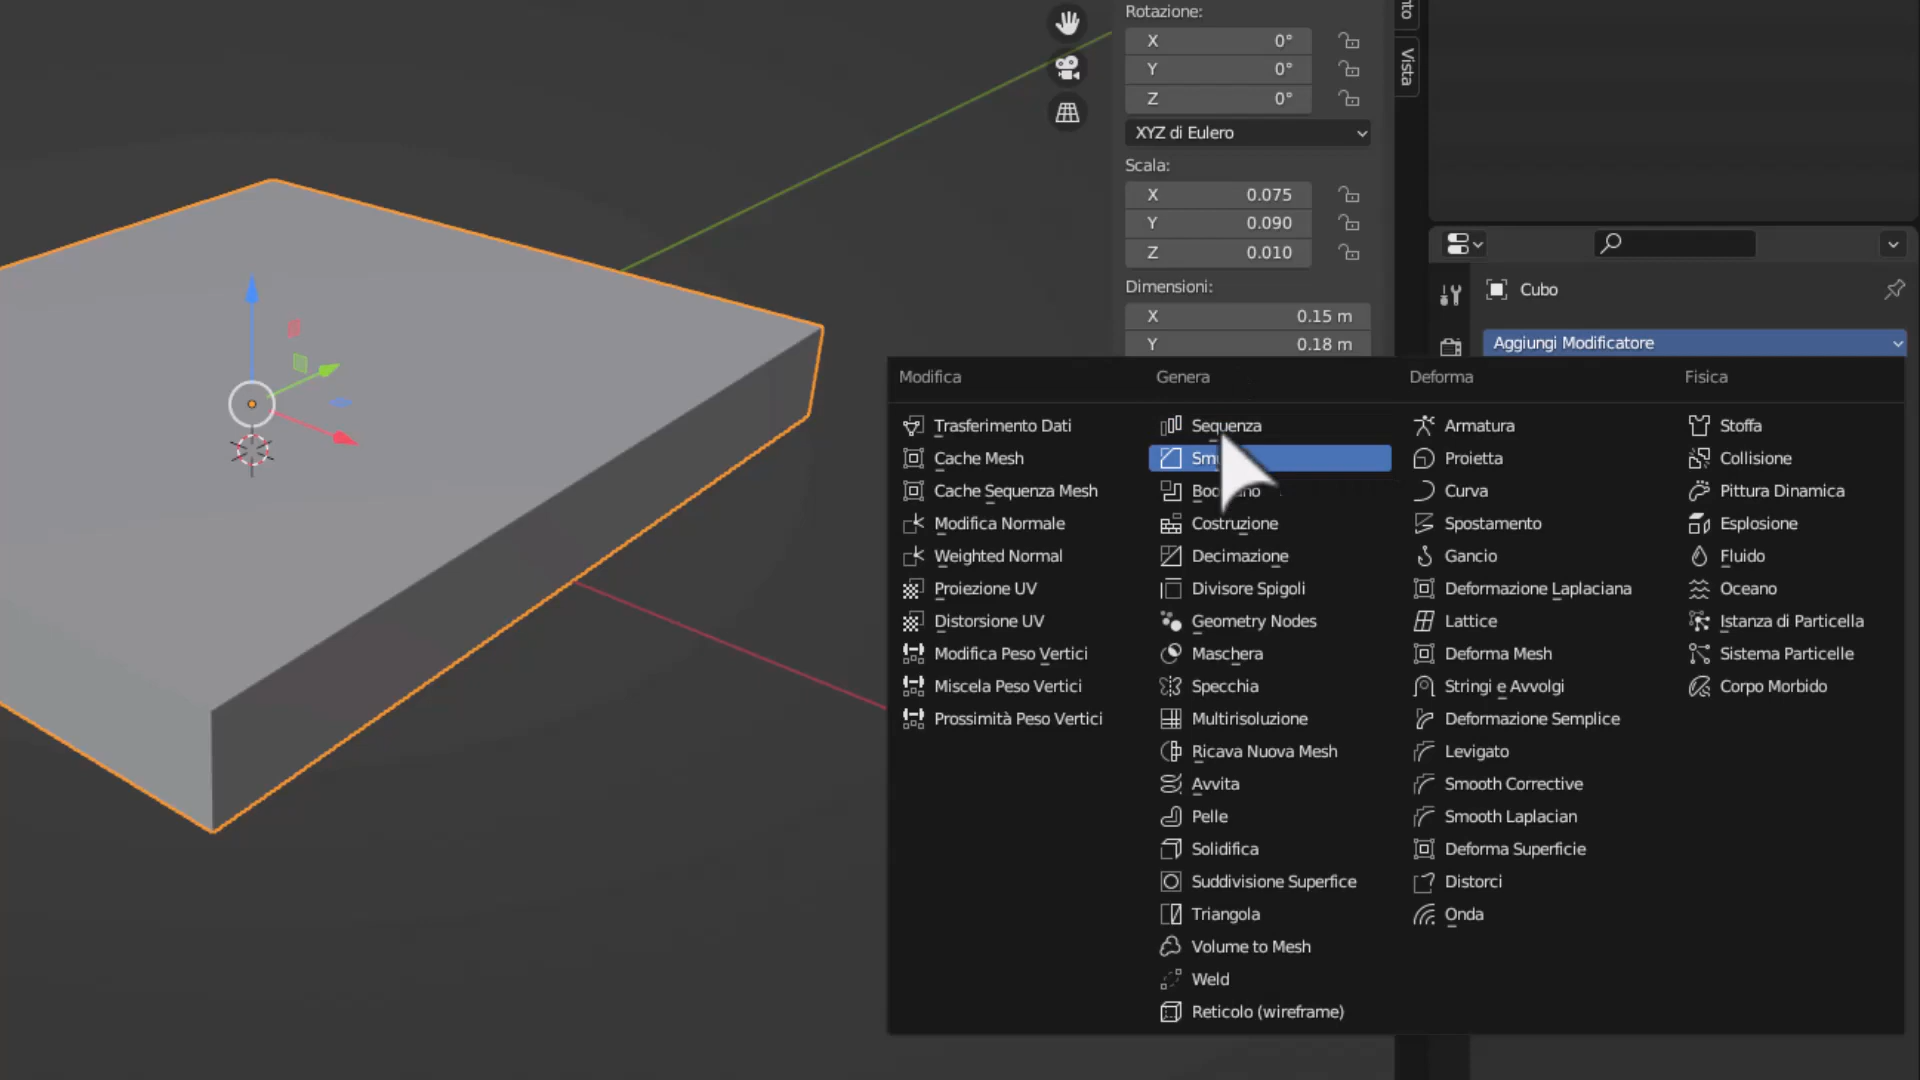 Rotazione:
X 0°
Y 0°
Z 0°
XYZ di Eulero
Scala:
X 0.075
Y 0.090
Z 0.010
Dimensioni:
X 0.15 m
Y 0.18 m
nto
Vista
Cubo
Aggiungi Modificatore
Modifica
Trasferimento Dati
Cache Mesh
Cache Sequenza Mesh
Modifica Normale
Weighted Normal
Proiezione UV
Distorsione UV
Modifica Peso Vertici
Miscela Peso Vertici
Prossimità Peso Vertici
Genera
Sequenza
Costruzione
Decimazione
Divisore Spigoli
Geometry Nodes
Maschera
Specchia
Multirisoluzione
Ricava Nuova Mesh
Avvita
Pelle
Solidifica
Suddivisione Superfice
Triangola
Volume to Mesh
Weld
Reticolo (wireframe)
Deforma
Armatura
Proietta
Curva
Spostamento
Gancio
Deformazione Laplaciana
Lattice
Deforma Mesh
Stringi e Avvolgi
Deformazione Semplice
Levigato
Smooth Corrective
Smooth Laplacian
Deforma Superficie
Distorci
Onda
Fisica
Stoffa
Collisione
Pittura Dinamica
Esplosione
Fluido
Oceano
Istanza di Particella
Sistema Particelle
Corpo Morbido